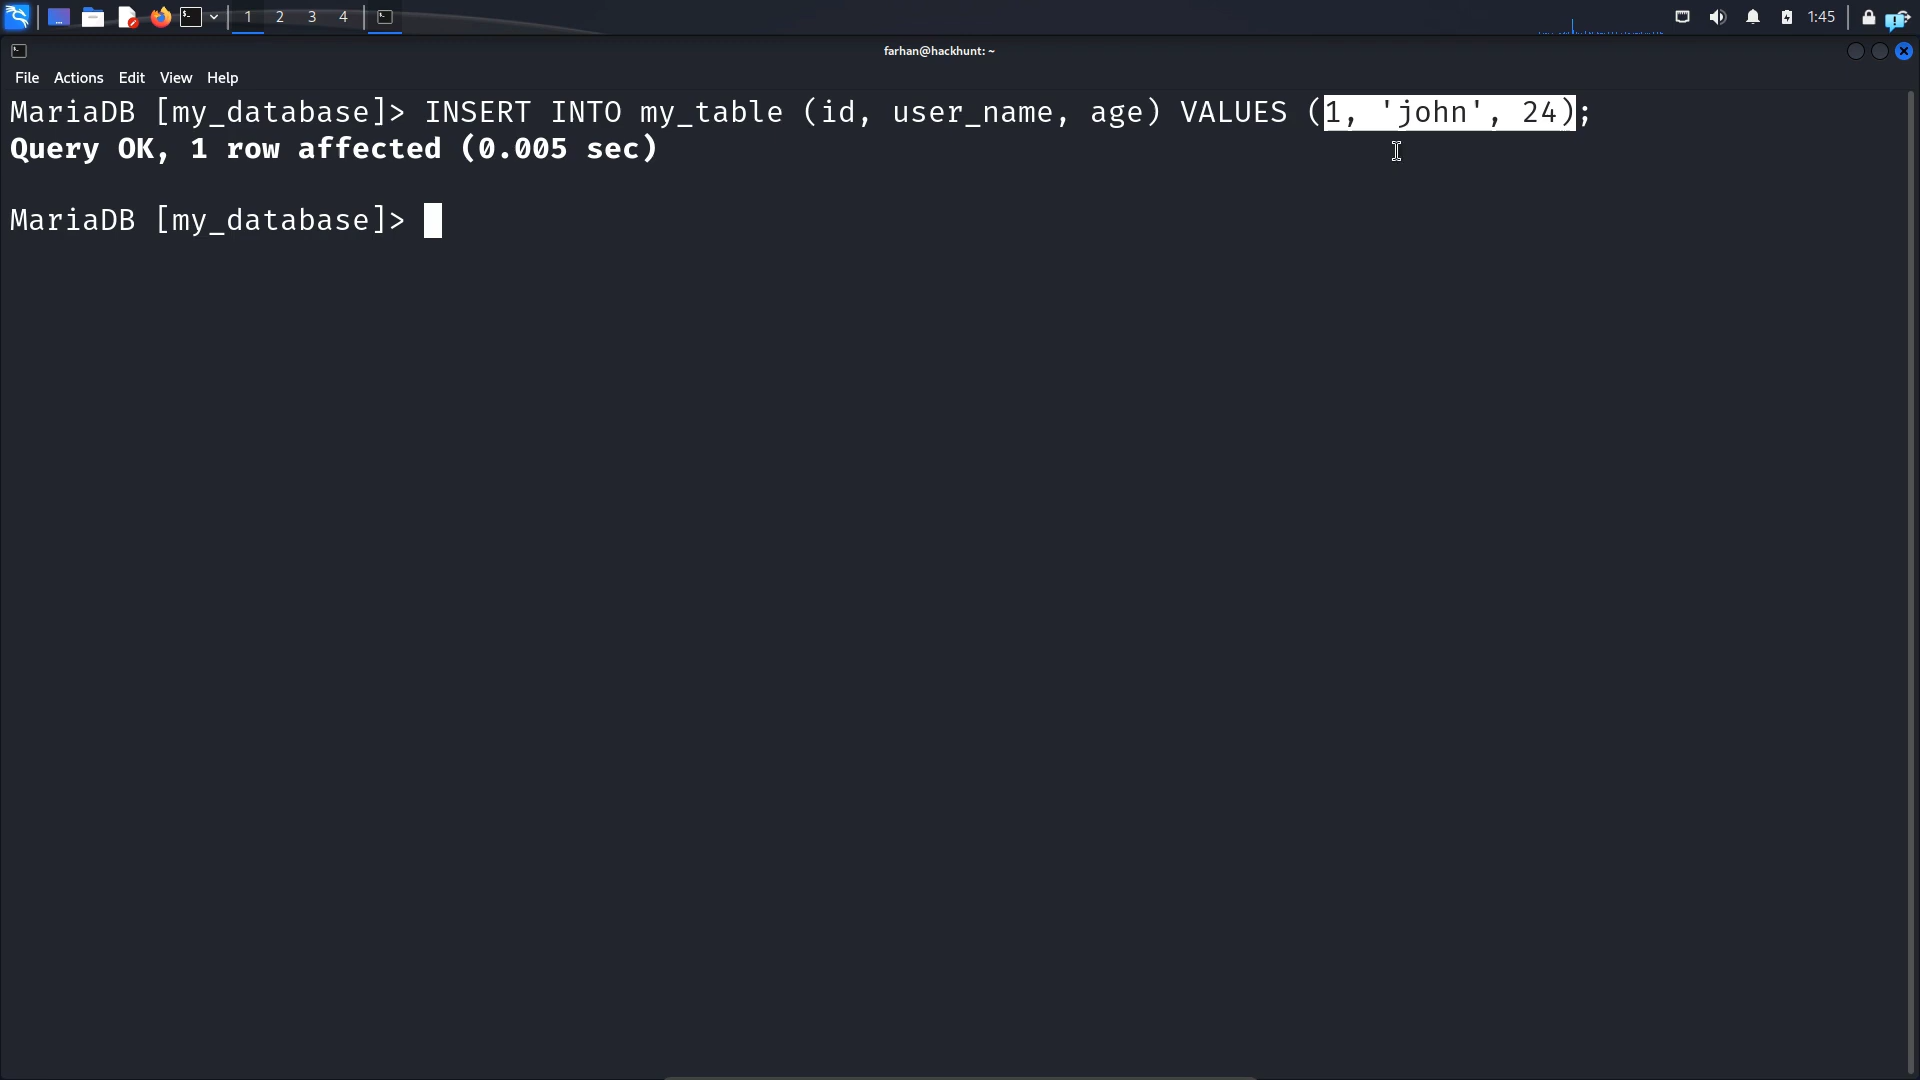 1 2 3 4
1:45
farhan@hackhunt: ~
File Actions Edit View Help
MariaDB [my_database]> INSERT INTO my_table (id, user_name, age) VALUES (1, 'john', 24);
Query OK, 1 row affected (0.005 sec)
MariaDB [my_database]>